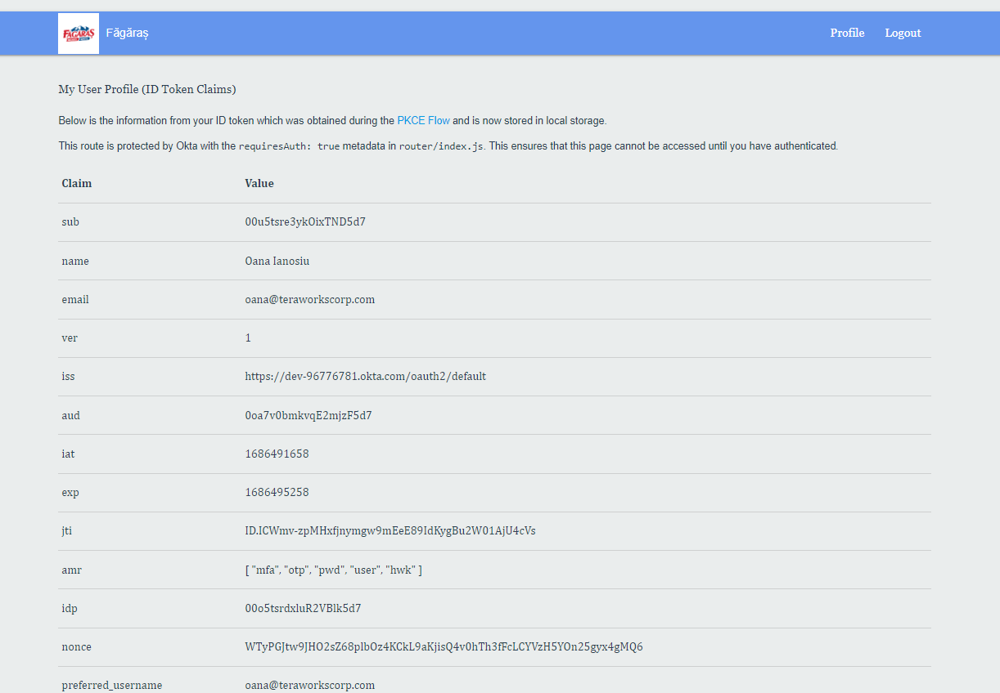 FĂGĂRAȘ
Făgăraș
Profile
Logout
My User Profile (ID Token Claims)
Below is the information from your ID token which was obtained during the PKCE Flow and is now stored in local storage.
This route is protected by Okta with the requiresAuth: true metadata in router/index.js. This ensures that this page cannot be accessed until you have authenticated.
Claim Value
sub 00u5tsre3ykOixTND5d7
name Oana Ianosiu
email oana@teraworkscorp.com
ver 1
iss https://dev-96776781.okta.com/oauth2/default
aud 0oa7v0bmkvqE2mjzF5d7
iat 1686491658
exp 1686495258
jti ID.ICWmv-zpMHxfjnymgw9mEeE89IdKygBu2W01AjU4cVs
amr [ "mfa", "otp", "pwd", "user", "hwk" ]
idp 00o5tsrdxluR2VBlk5d7
nonce WTyPGJtw9JHO2sZ68plbOz4KCkL9aKjisQ4v0hTh3fFcLCYVzH5YOn25gyx4gMQ6
preferred_username oana@teraworkscorp.com